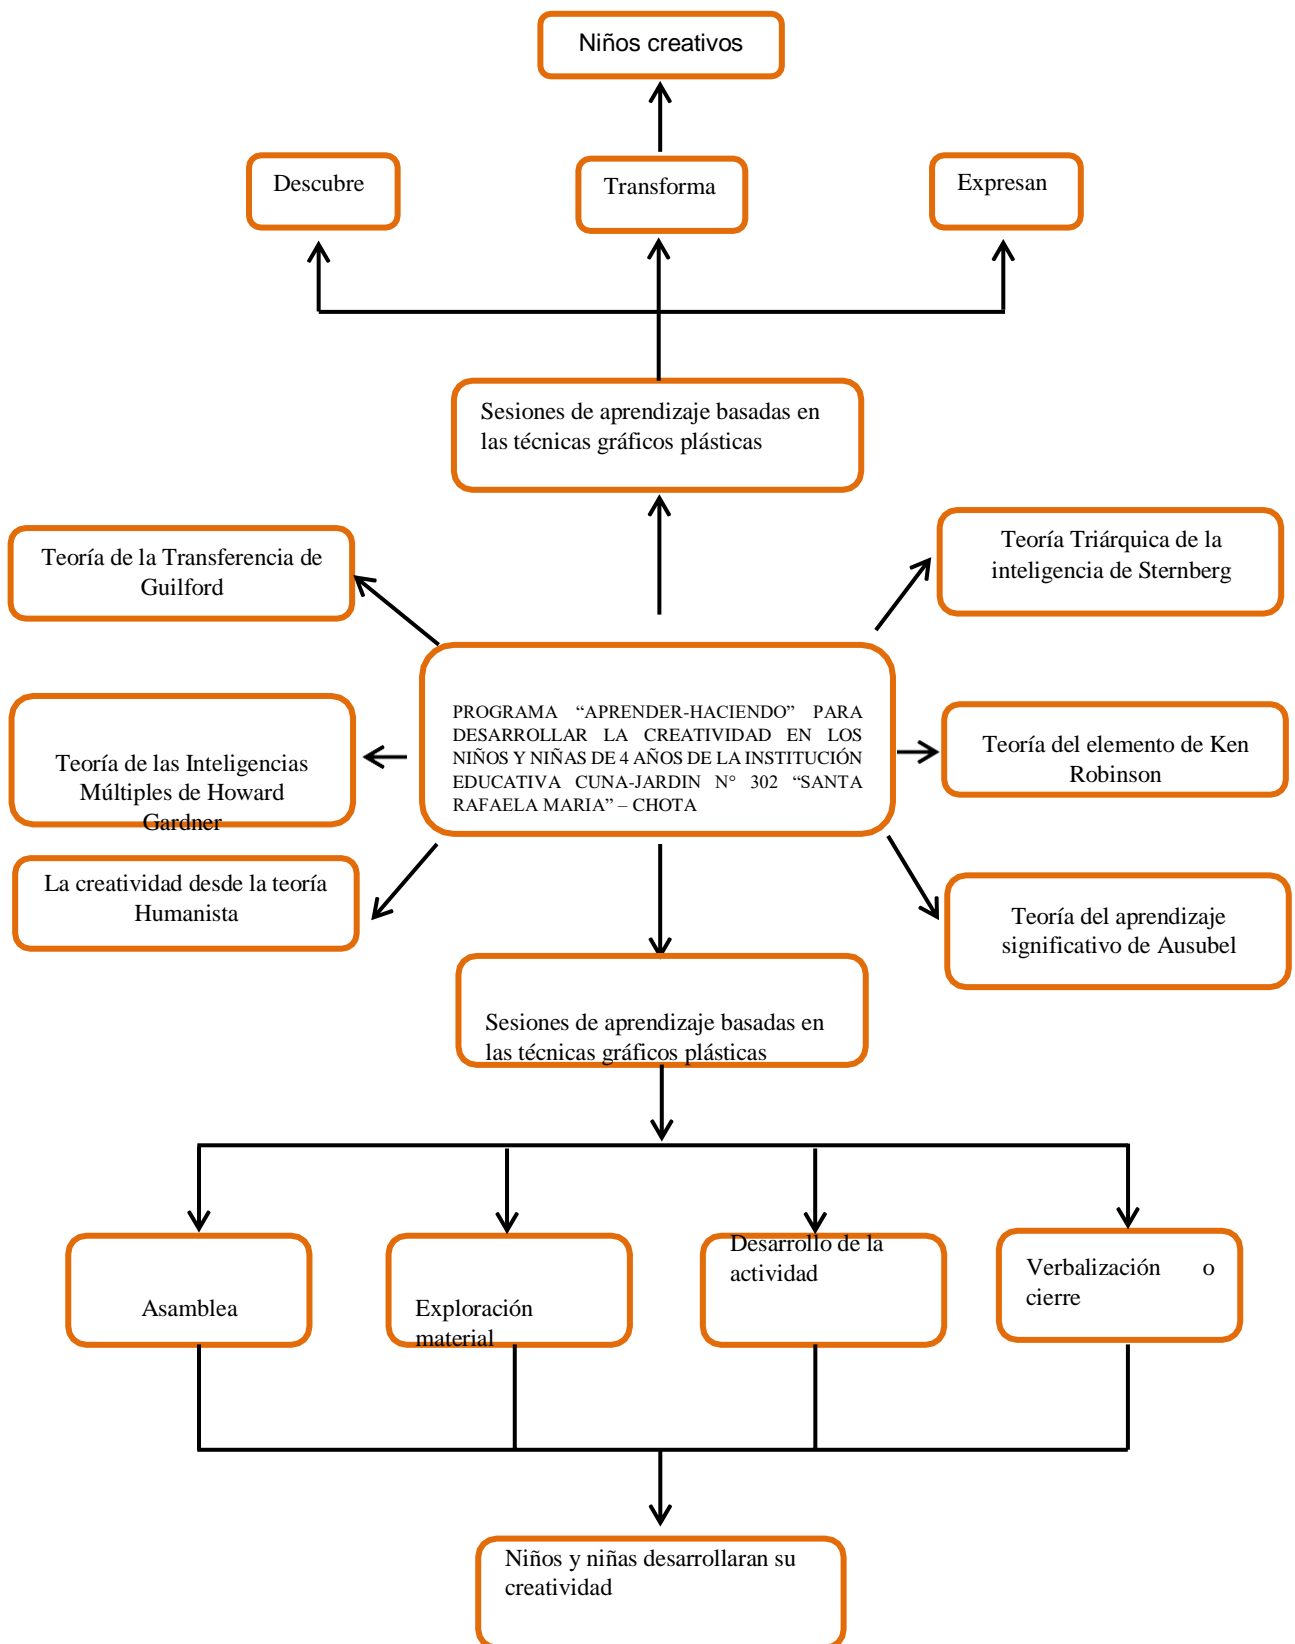 Niños creativos
Descubre
Transforma
Expresan
Sesiones de aprendizaje basadas en
las técnicas gráficos plásticas
Teoría de la Transferencia de
Guilford
Teoría Triárquica de la
inteligencia de Sternberg
PROGRAMA “APRENDER-HACIENDO” PARA
DESARROLLAR LA CREATIVIDAD EN LOS
NIÑOS Y NIÑAS DE 4 AÑOS DE LA INSTITUCIÓN
EDUCATIVA CUNA-JARDIN N° 302 “SANTA
RAFAELA MARIA” – CHOTA
Teoría de las Inteligencias
Múltiples de Howard
Gardner
Teoría del elemento de Ken
Robinson
La creatividad desde la teoría
Humanista
Teoría del aprendizaje
significativo de Ausubel
Sesiones de aprendizaje basadas en
las técnicas gráficos plásticas
Asamblea
Exploración
material
Desarrollo de la
actividad
Verbalización o
cierre
Niños y niñas desarrollaran su
creatividad